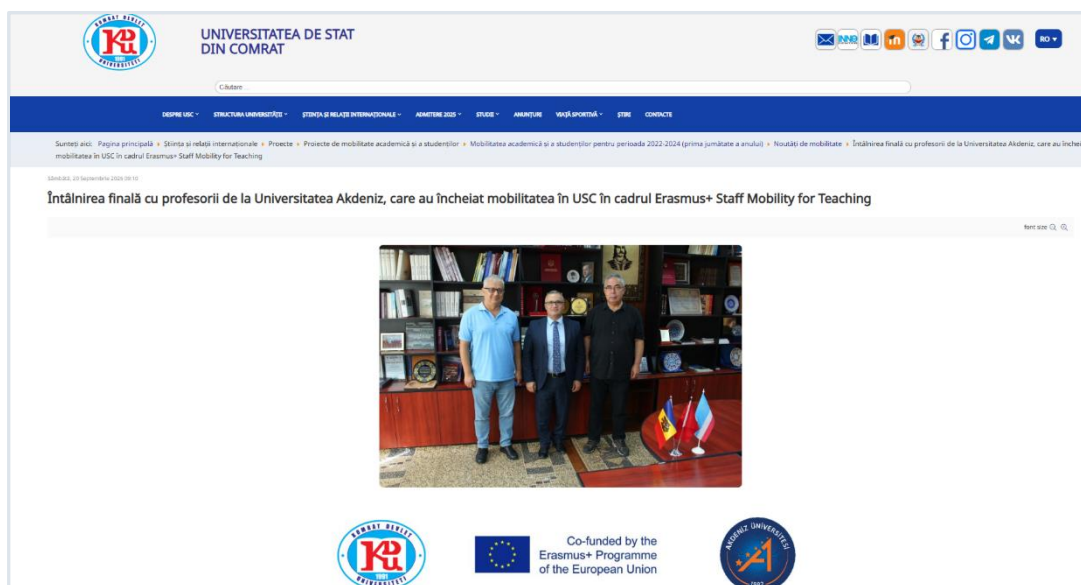 UNIVERSITATEA DE STAT
DIN COMRAT
RO
Căutare
DESPRE USC
STRUCTURA UNIVERSITĂȚII
ȘTIINȚA ȘI RELAȚII INTERNAȚIONALE
ADMITERE 2025
STUDII
ANUNȚURI
VIAȚĂ SPORTIVĂ
ȘTIRI
CONTACTE
Sunteți aici: Pagina principală Știința și relații internaționale Proecte Proiecte de mobilitate academică și a studenților Mobilitatea academică și a studenților pentru perioada 2022-2024 (prima jumătate a anului) Noutăți de mobilitate Întâlnirea finală cu profesorii de la Universitatea Akdeniz, care au închei
mobilitatea în USC în cadrul Erasmus+ Staff Mobility for Teaching
Întâlnirea finală cu profesorii de la Universitatea Akdeniz, care au încheiat mobilitatea în USC în cadrul Erasmus+ Staff Mobility for Teaching
font size
KOMRAT DEVLET
1991
Co-funded by the
Erasmus+ Programme
of the European Union
AKDENİZ ÜNİVERSİTESİ